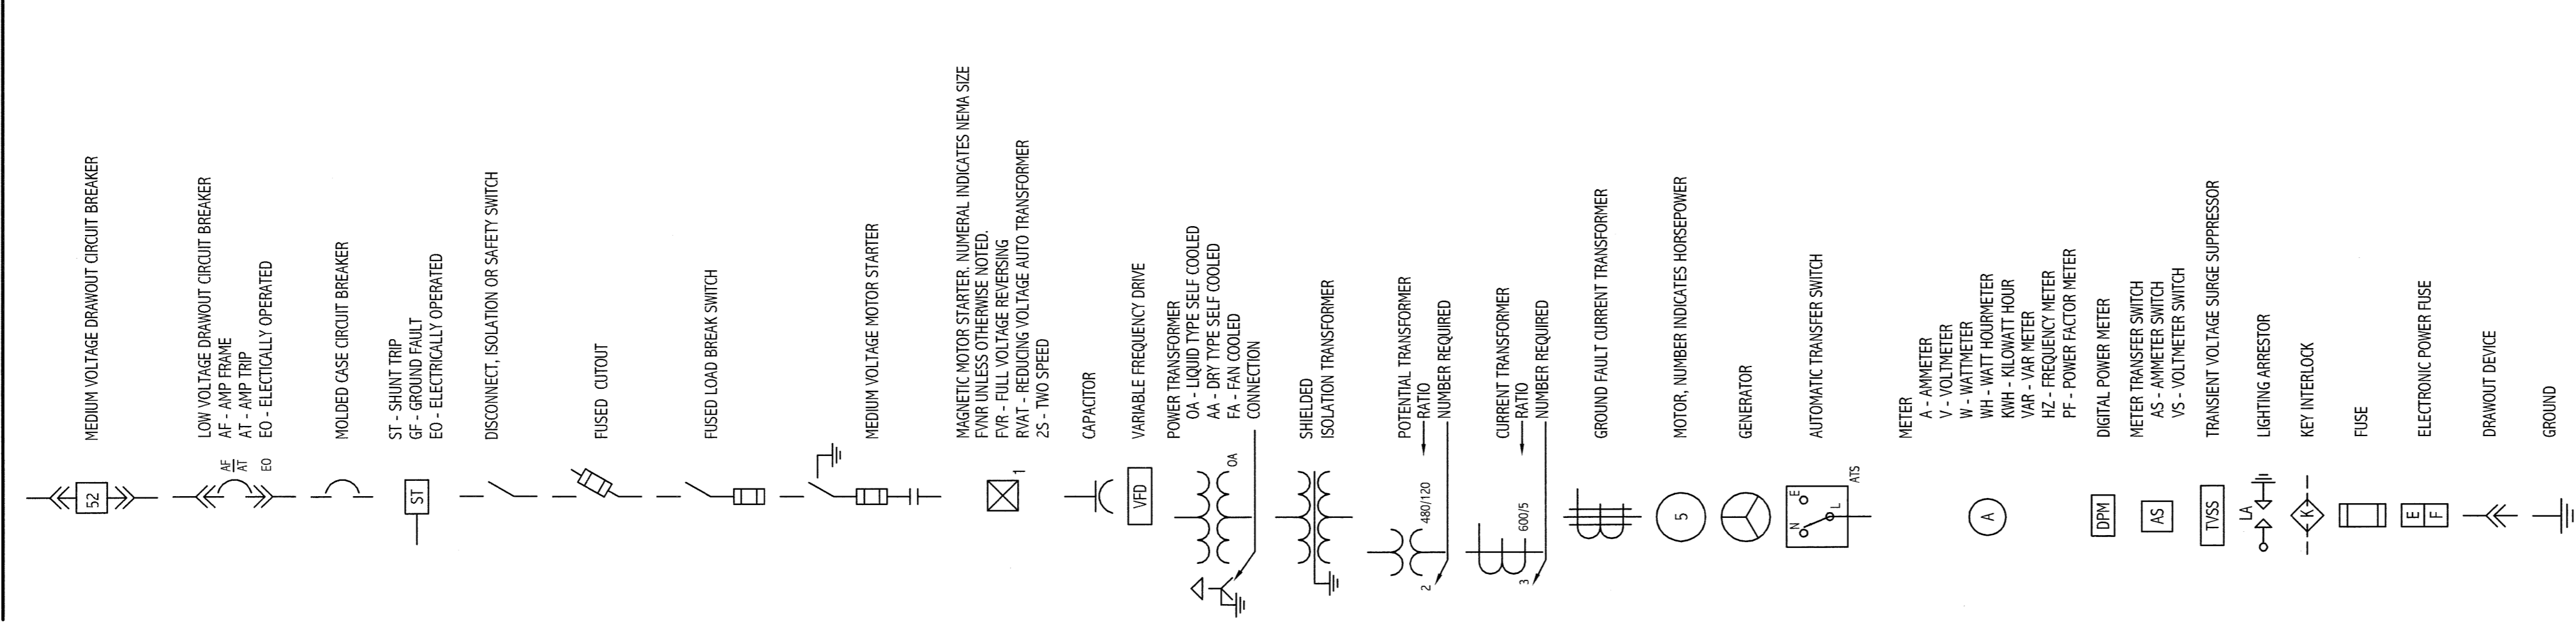 52
MEDIUM VOLTAGE DRAWOUT CIRCUIT BREAKER
AF
AT
EO
LOW VOLTAGE DRAWOUT CIRCUIT BREAKER
AF - AMP FRAME
AT - AMP TRIP
EO - ELECTICALLY OPERATED
MOLDED CASE CIRCUIT BREAKER
ST
ST - SHUNT TRIP
GF - GROUND FAULT
EO - ELECTRICALLY OPERATED
DISCONNECT, ISOLATION OR SAFETY SWITCH
FUSED CUTOUT
FUSED LOAD BREAK SWITCH
MEDIUM VOLTAGE MOTOR STARTER
1
MAGNETIC MOTOR STARTER. NUMERAL INDICATES NEMA SIZE
FVNR UNLESS OTHERWISE NOTED.
FVR - FULL VOLTAGE REVERSING
RVAT - REDUCING VOLTAGE AUTO TRANSFORMER
2S - TWO SPEED
CAPACITOR
VFD
VARIABLE FREQUENCY DRIVE
OA
POWER TRANSFORMER
OA - LIQUID TYPE SELF COOLED
AA - DRY TYPE SELF COOLED
FA - FAN COOLED
CONNECTION
SHIELDED
ISOLATION TRANSFORMER
2
480/120
POTENTIAL TRANSFORMER
RATIO
NUMBER REQUIRED
3
600/5
CURRENT TRANSFORMER
RATIO
NUMBER REQUIRED
GROUND FAULT CURRENT TRANSFORMER
5
MOTOR, NUMBER INDICATES HORSEPOWER
GENERATOR
N E
L
ATS
AUTOMATIC TRANSFER SWITCH
A
METER
A - AMMETER
V - VOLTMETER
W - WATTMETER
WH - WATT HOURMETER
KWH - KILOWATT HOUR
VAR - VAR METER
HZ - FREQUENCY METER
PF - POWER FACTOR METER
DPM
DIGITAL POWER METER
AS
METER TRANSFER SWITCH
AS - AMMETER SWITCH
VS - VOLTMETER SWITCH
TVSS
TRANSIENT VOLTAGE SURGE SUPPRESSOR
LA
LIGHTING ARRESTOR
K
KEY INTERLOCK
FUSE
E
F
ELECTRONIC POWER FUSE
DRAWOUT DEVICE
GROUND